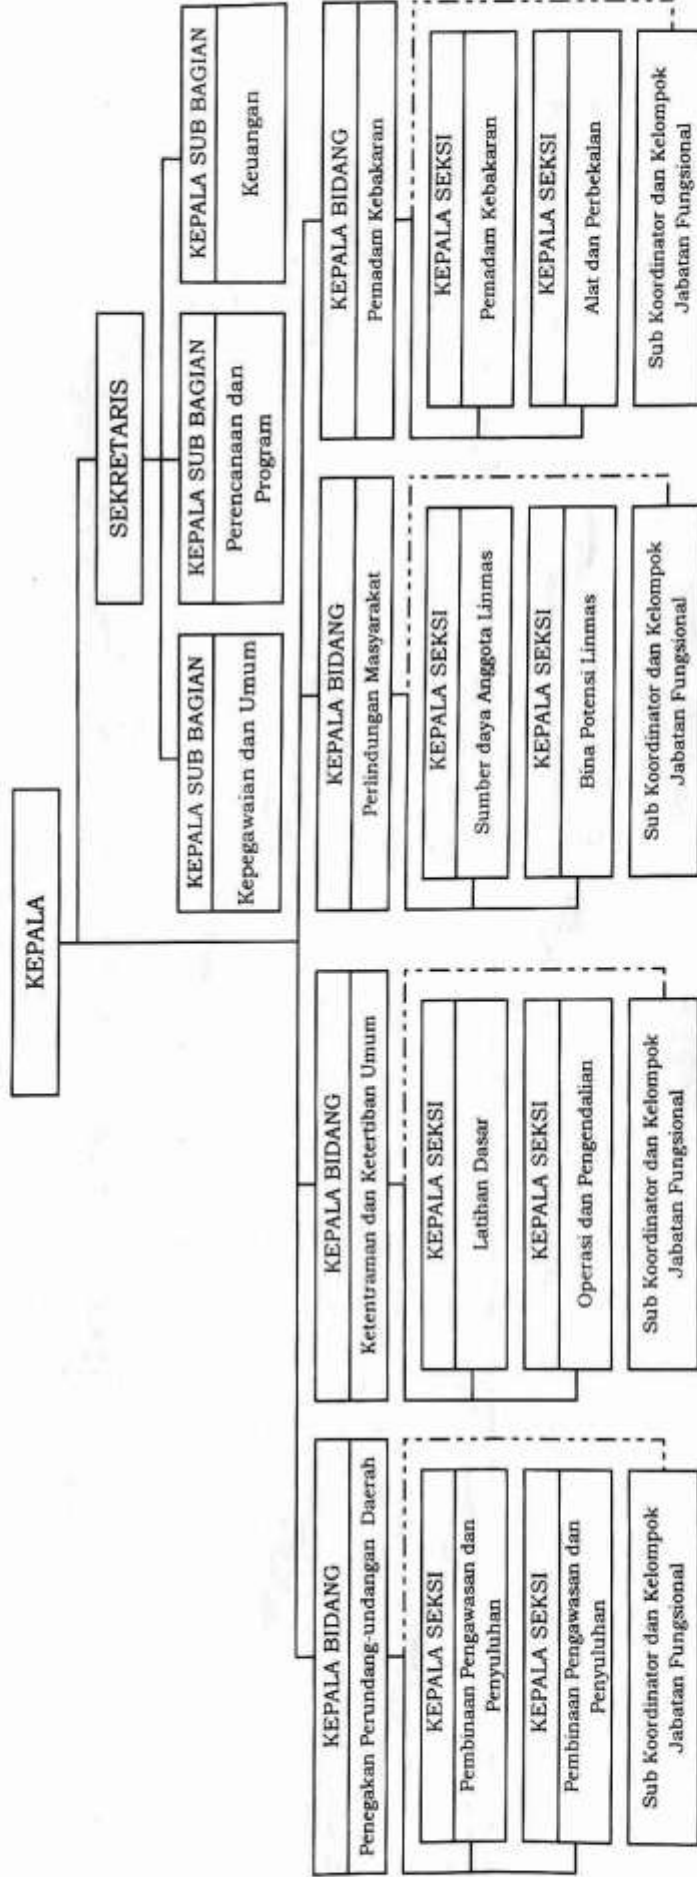 KEPALA
SEKRETARIS
KEPALA SUB BAGIAN
Kepegawaian dan Umum
KEPALA SUB BAGIAN
Perencanaan dan
Program
KEPALA SUB BAGIAN
Keuangan
KEPALA BIDANG
Penegakan Perundang-undangan Daerah
KEPALA SEKSI
Pembinaan Pengawasan dan
Penyuluhan
KEPALA SEKSI
Pembinaan Pengawasan dan
Penyuluhan
Sub Koordinator dan Kelompok
Jabatan Fungsional
KEPALA BIDANG
Ketentraman dan Ketertiban Umum
KEPALA SEKSI
Latihan Dasar
KEPALA SEKSI
Operasi dan Pengendalian
Sub Koordinator dan Kelompok
Jabatan Fungsional
KEPALA BIDANG
Perlindungan Masyarakat
KEPALA SEKSI
Sumber daya Anggota Linmas
KEPALA SEKSI
Bina Potensi Linmas
Sub Koordinator dan Kelompok
Jabatan Fungsional
KEPALA BIDANG
Pemadam Kebakaran
KEPALA SEKSI
Pemadam Kebakaran
KEPALA SEKSI
Alat dan Perbekalan
Sub Koordinator dan Kelompok
Jabatan Fungsional